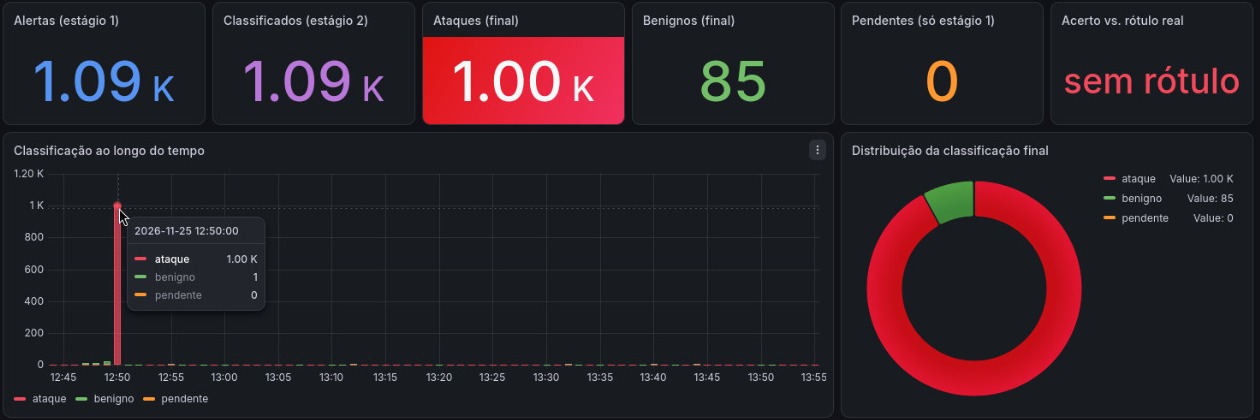 Alertas (estágio 1)
1.09 K
Classificados (estágio 2)
1.09 K
Ataques (final)
1.00 K
Benignos (final)
85
Pendentes (só estágio 1)
0
Acerto vs. rótulo real
sem rótulo
Classificação ao longo do tempo
1.20 K
1 K
800
600
400
200
0
2026-11-25 12:50:00
ataque 1.00 K
benigno 1
pendente 0
12:45 12:50 12:55 13:00 13:05 13:10 13:15 13:20 13:25 13:30 13:35 13:40 13:45 13:50 13:55
ataque benigno pendente
Distribuição da classificação final
ataque Value: 1.00 K
benigno Value: 85
pendente Value: 0